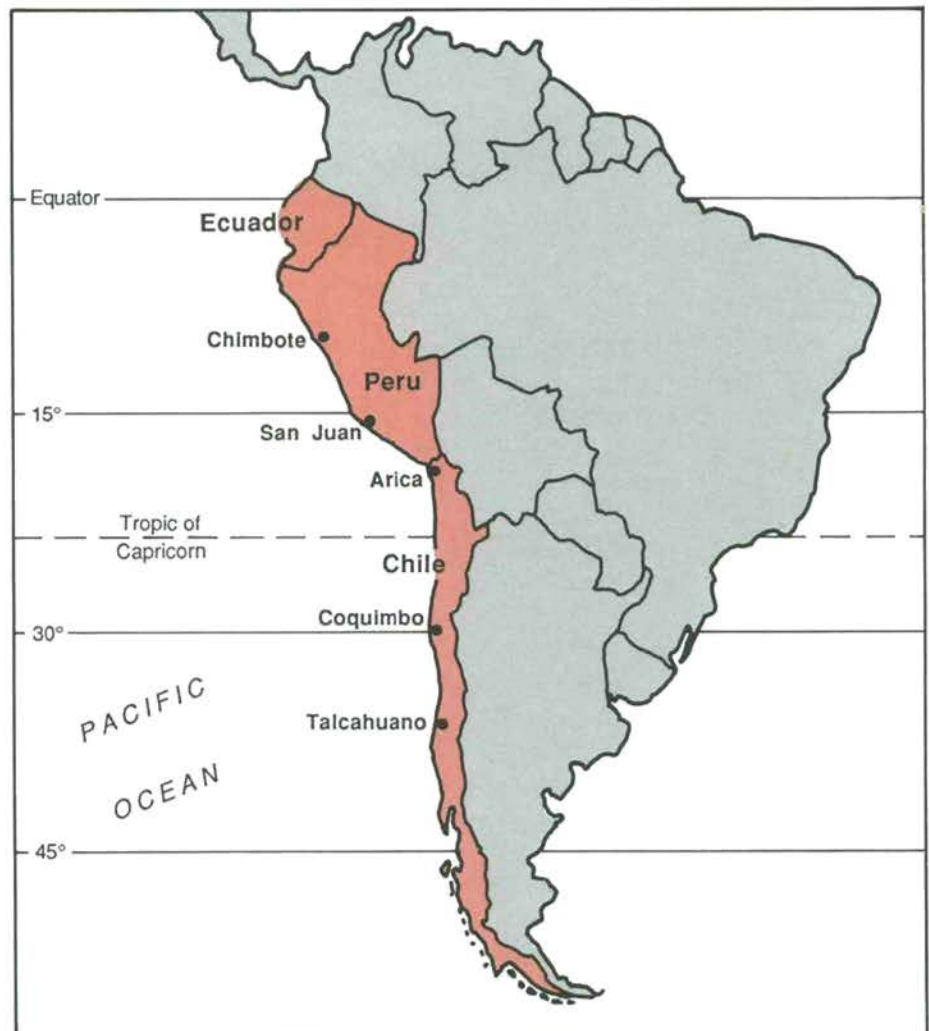 Equator
Ecuador
Chimbote
Peru
15°
San Juan
Arica
Tropic of
Capricorn
Chile
Coquimbo
30°
PACIFIC
Talcahuano
OCEAN
45°